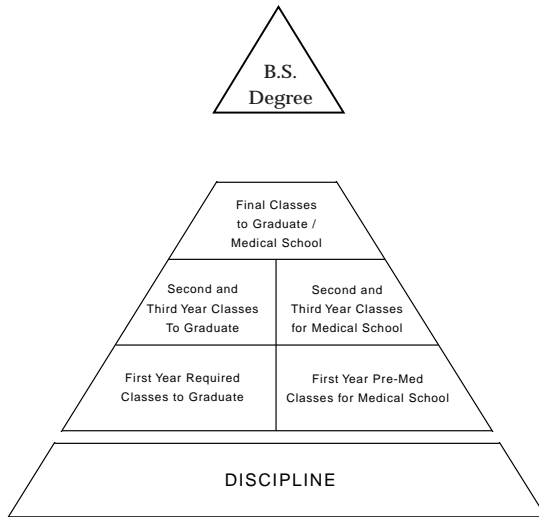 B.S.
Degree
Final Classes
to Graduate /
Medical School
Second and
Third Year Classes
To Graduate
Second and
Third Year Classes
for Medical School
First Year Required
Classes to Graduate
First Year Pre-Med
Classes for Medical School
DISCIPLINE